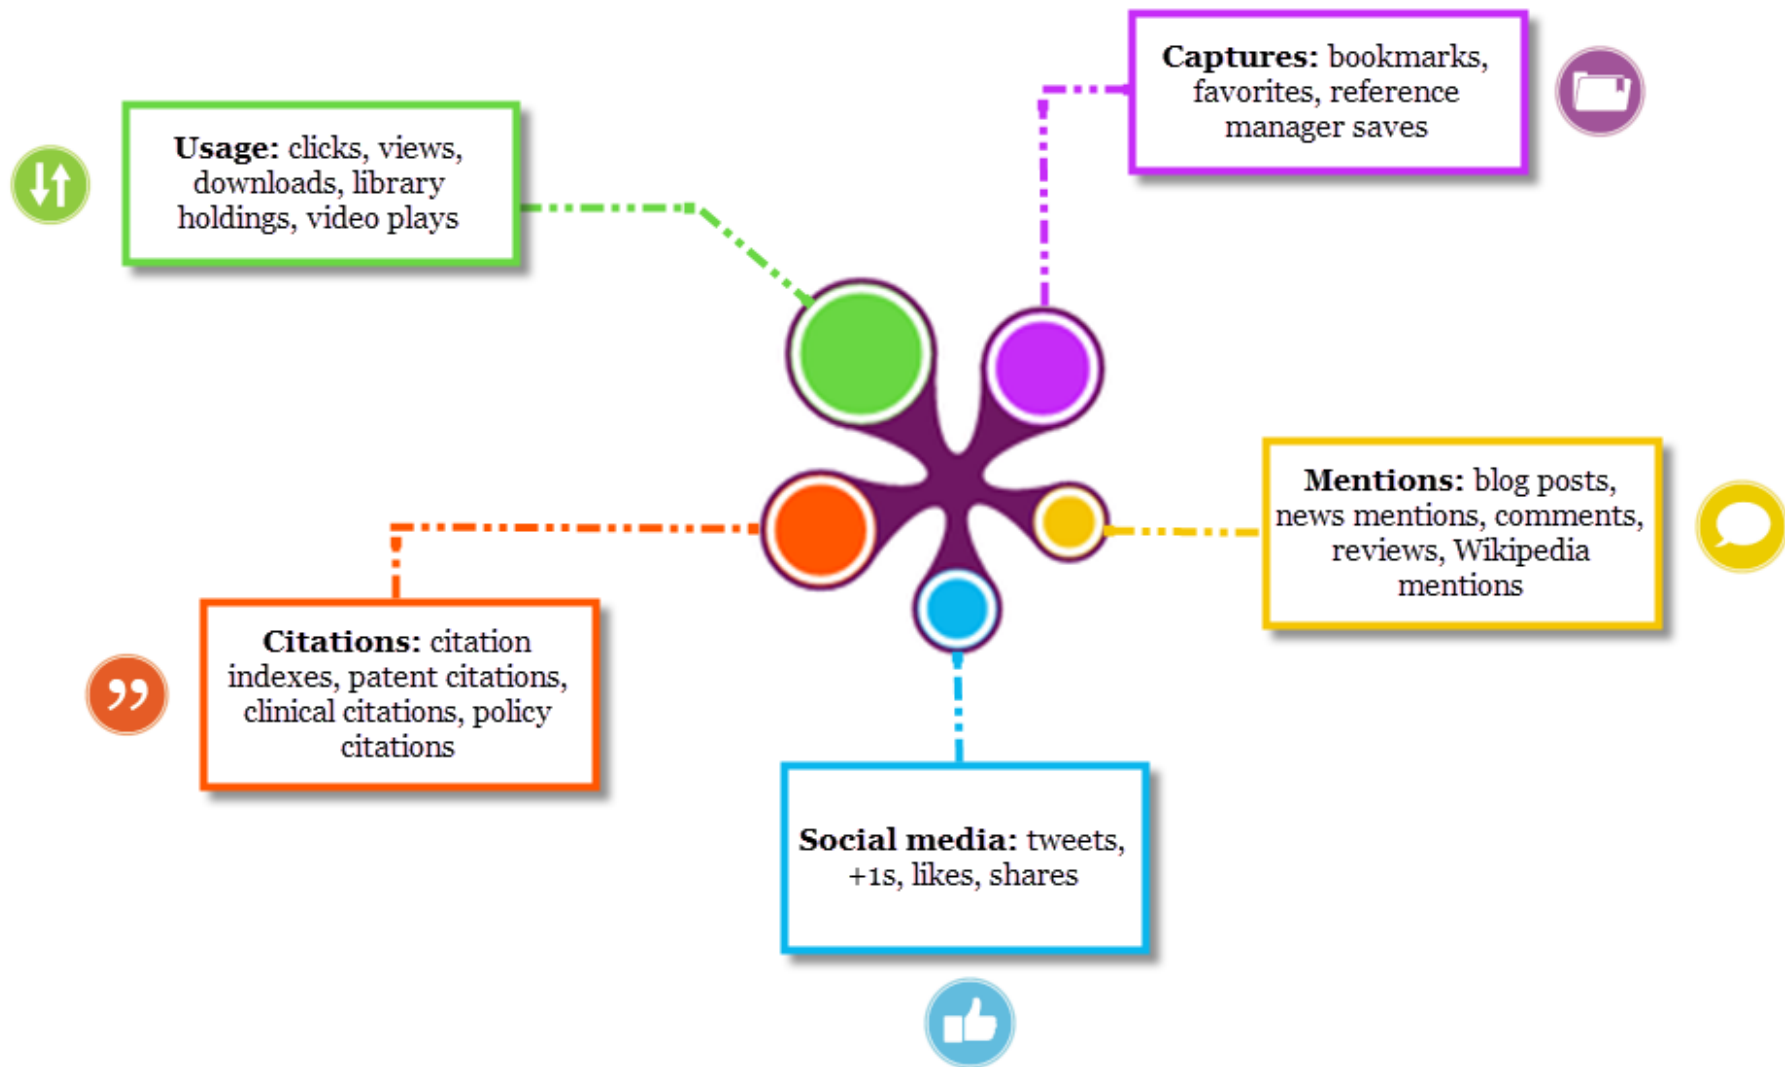 Captures: bookmarks,
favorites, reference
manager saves
Usage: clicks, views,
downloads, library
holdings, video plays
Mentions: blog posts,
news mentions, comments,
reviews, Wikipedia
mentions
Citations: citation
indexes, patent citations,
clinical citations, policy
citations
Social media: tweets,
+1s, likes, shares